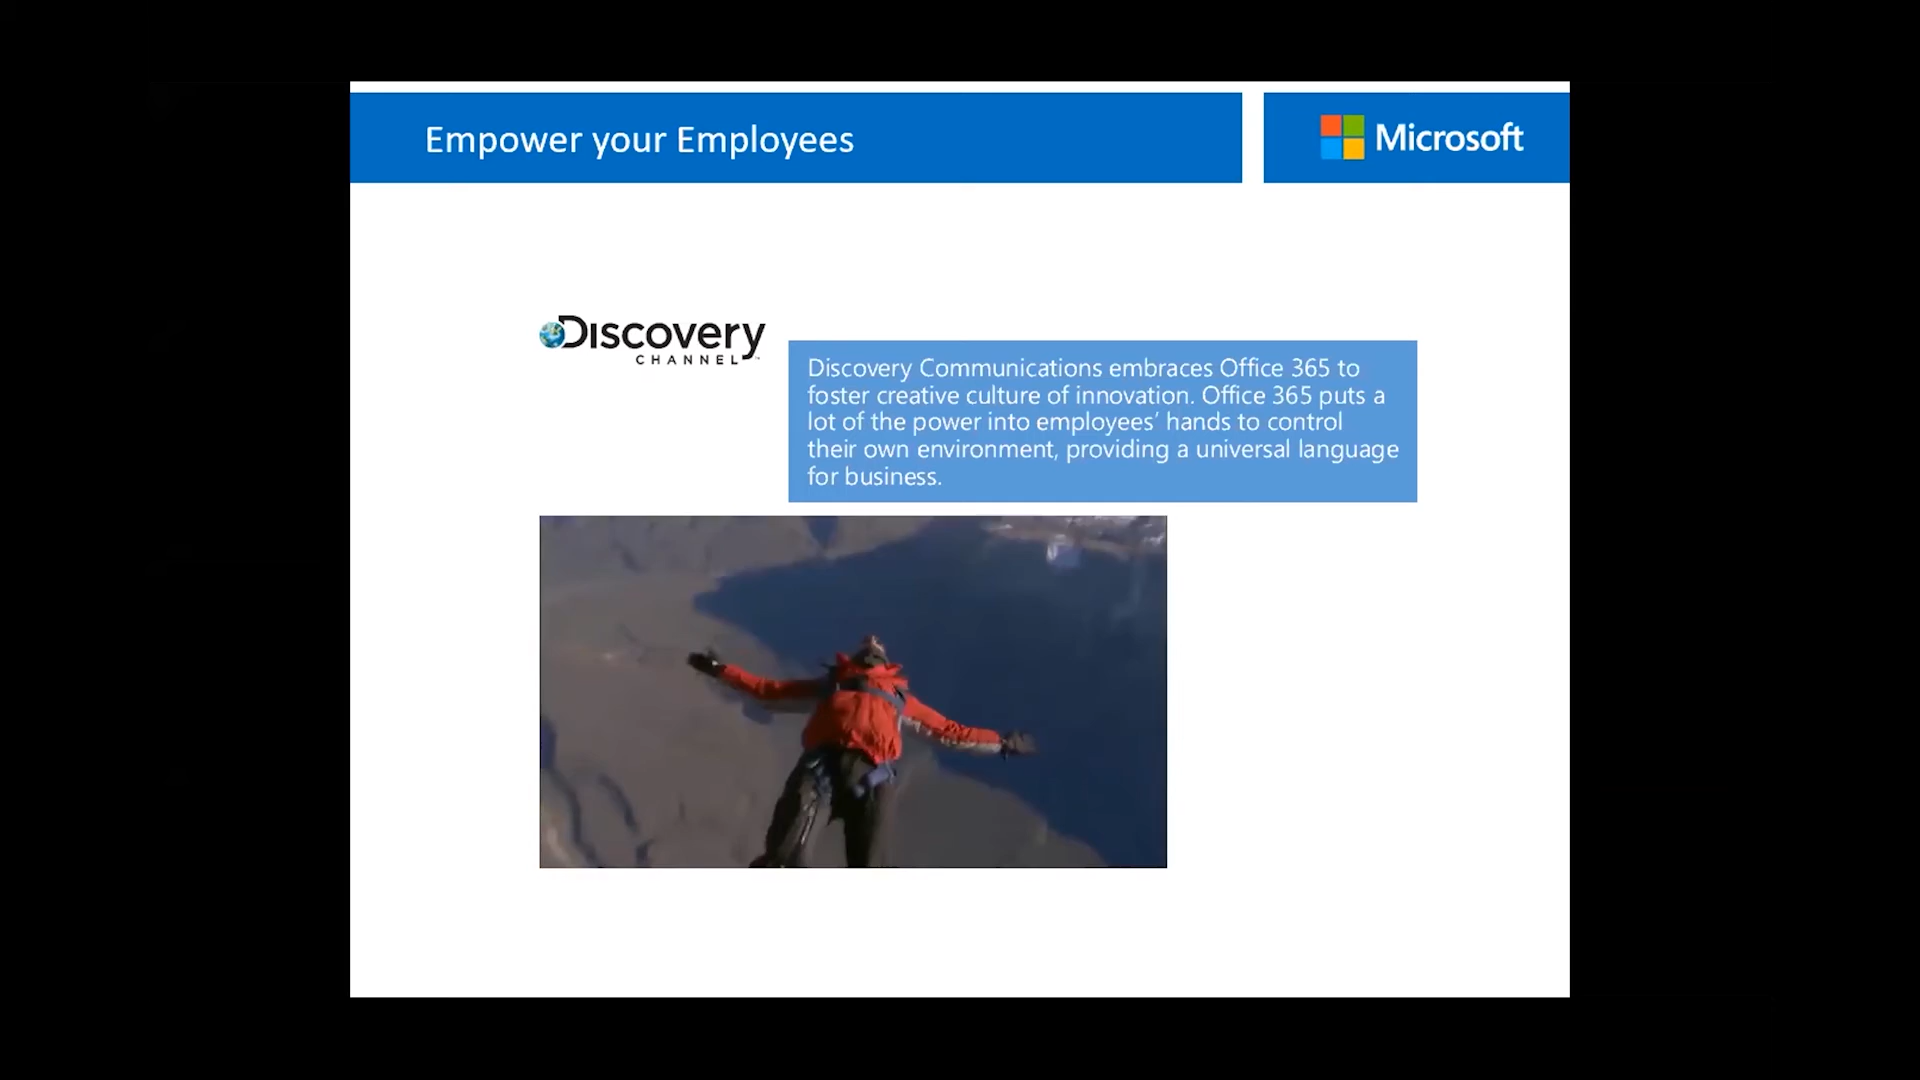 Empower your Employees
Microsoft
Discovery
CHANNEL
Discovery Communications embraces Office 365 to
foster creative culture of innovation. Office 365 puts a
lot of the power into employees’ hands to control
their own environment, providing a universal language
for business.